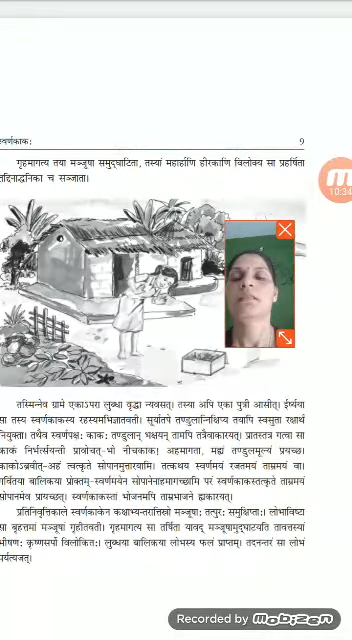 स्वर्णकाकः
9
10:34
गृहमागत्य तया मञ्जूषा समुद्घाटिता, तस्यां महार्हाणि हीरकाणि विलोक्य सा प्रहर्षिता
तद्दिनाद्धनिका च सञ्जाता।
तस्मिन्नेव ग्रामे एकाऽपरा लुब्धा वृद्धा न्यवसत्। तस्या अपि एका पुत्री आसीत्। ईर्ष्यया
सा तस्य स्वर्णकाकस्य रहस्यमभिज्ञातवती। सूर्यातपे तण्डुलान्निक्षिप्य तयापि स्वसुता रक्षार्थं
नियुक्ता। तथैव स्वर्णपक्षः काकः तण्डुलान् भक्षयन् तामपि तत्रैवाकारयत्। प्रातस्तत्र गत्वा सा
काकं निर्भर्त्सयन्ती प्रावोचत्-भो नीचकाक! अहमागता, मह्यं तण्डुलमूल्यं प्रयच्छ।
काकोऽब्रवीत्-अहं त्वत्कृते सोपानमुत्तारयामि। तत्कथय स्वर्णमयं रजतमयं ताम्रमयं वा।
गर्वितया बालिकया प्रोक्तम्-स्वर्णमयेन सोपानेनाहमागच्छामि परं स्वर्णकाकस्तत्कृते ताम्रमयं
सोपानमेव प्रायच्छत्। स्वर्णकाकस्तां भोजनमपि ताम्रभाजने ह्यकारयत्।
प्रतिनिवृत्तिकाले स्वर्णकाकेन कक्षाभ्यन्तरात्तिस्रो मञ्जूषाः तत्पुरः समुत्क्षिप्ताः। लोभाविष्टा
सा बृहत्तमां मञ्जूषां गृहीतवती। गृहमागत्य सा तर्षिता यावद् मञ्जूषामुद्घाटयति तावत्तस्यां
भीषणः कृष्णसर्पो विलोकितः। लुब्धया बालिकया लोभस्य फलं प्राप्तम्। तदनन्तरं सा लोभं
पर्यत्यजत्।
Recorded by mobizen